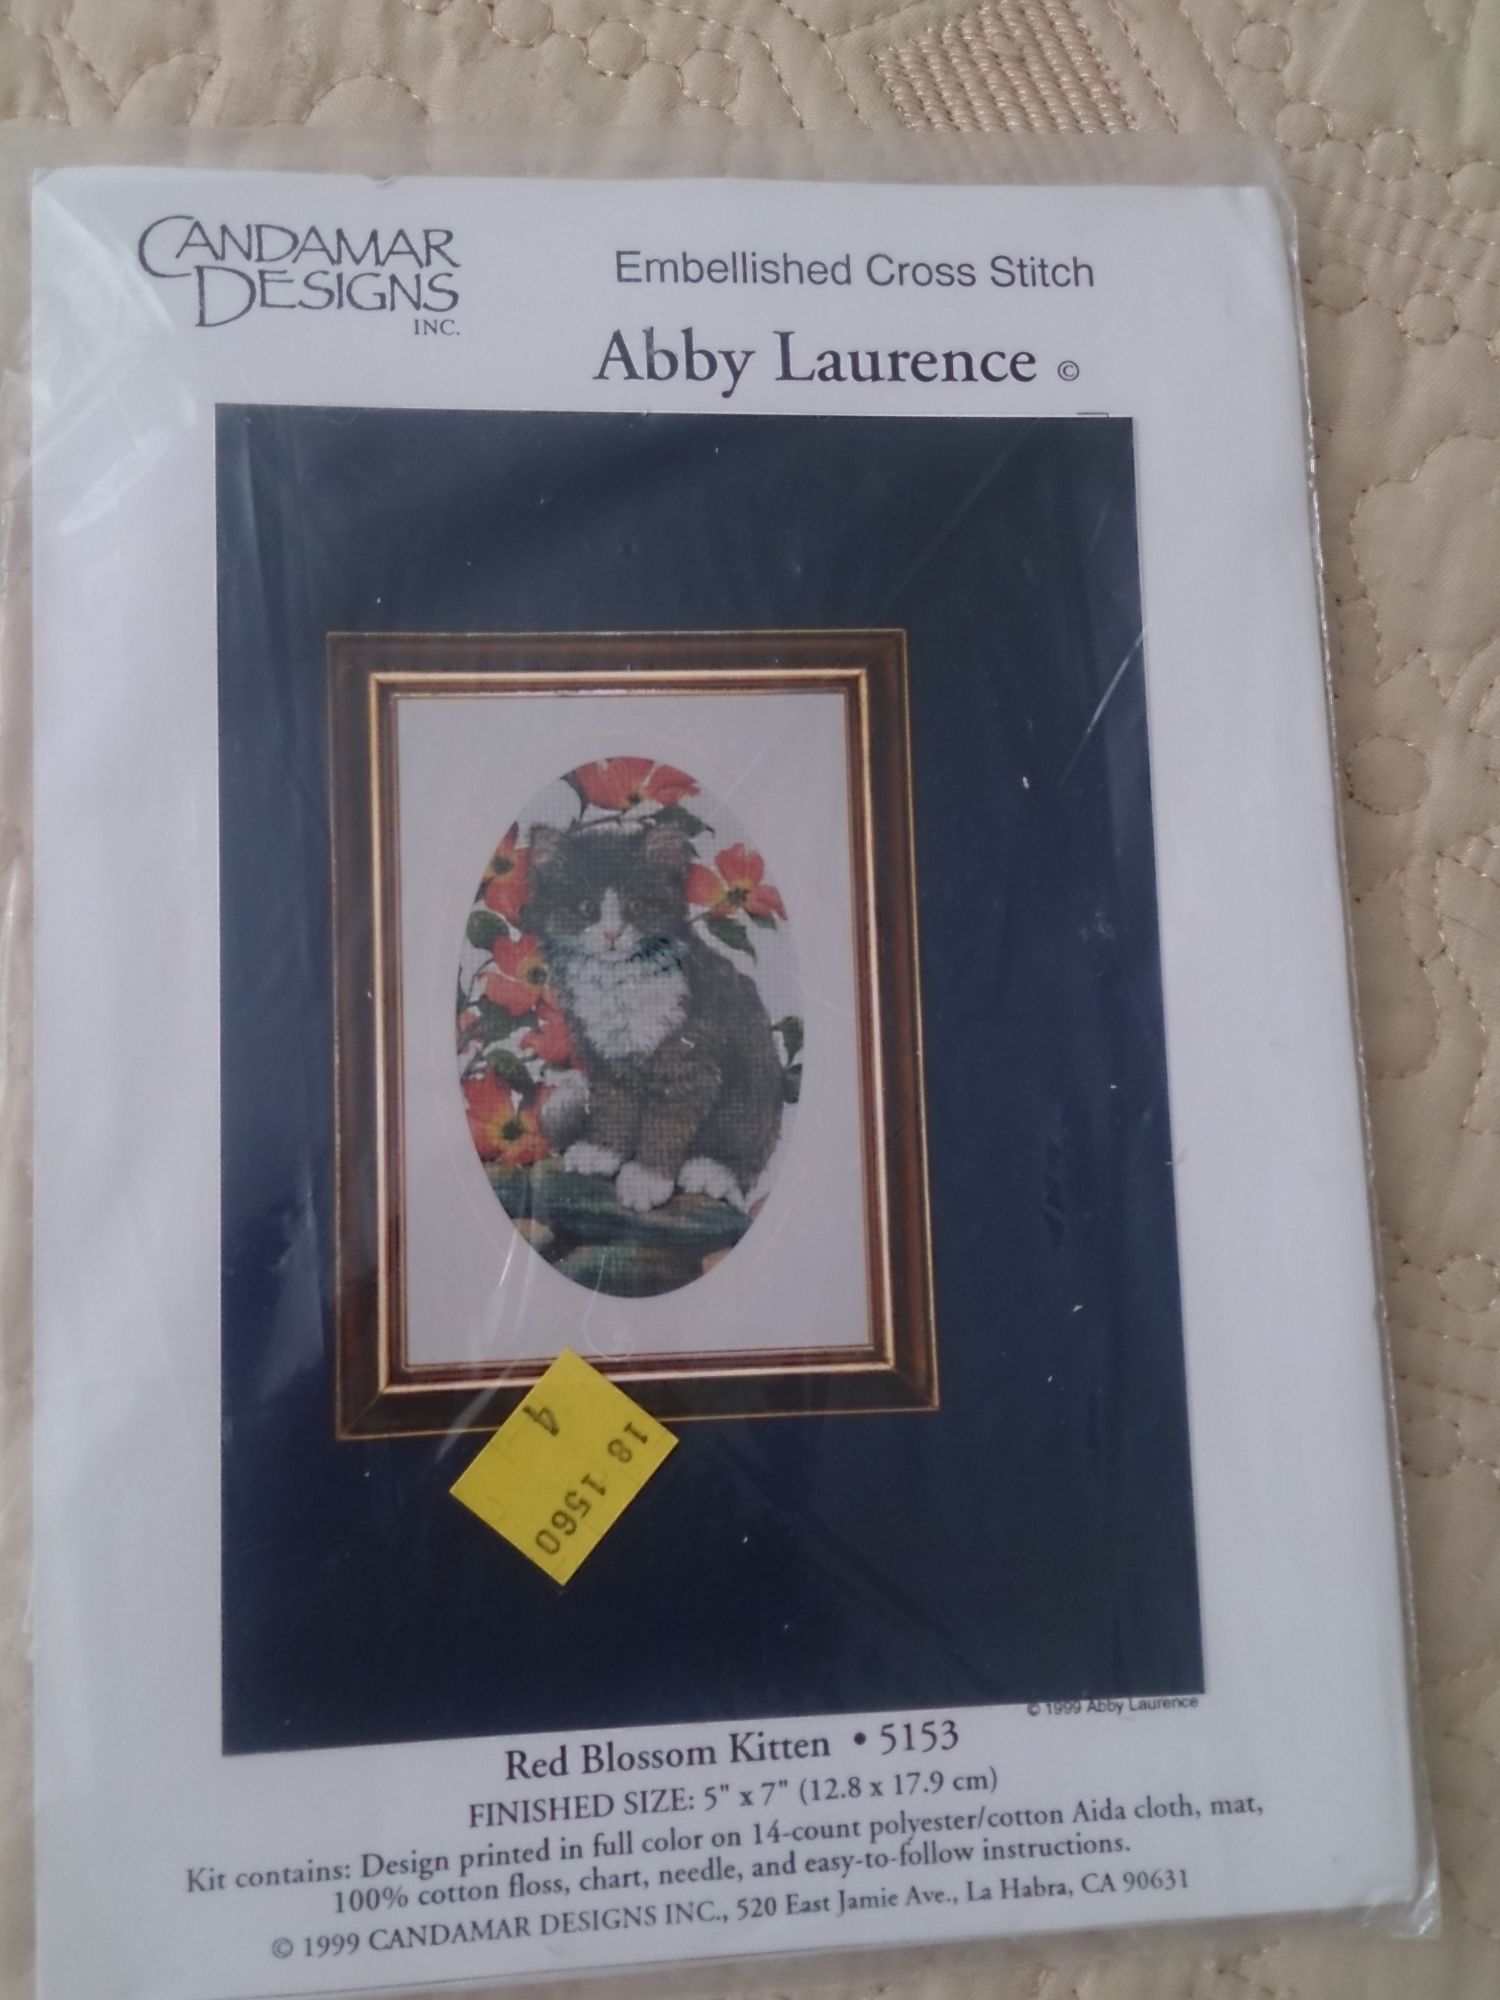 CANDAMAR
DESIGNS
INC.
Embellished Cross Stitch
Abby Laurence ©
4
18 1560
© 1999 Abby Laurence
Red Blossom Kitten • 5153
FINISHED SIZE: 5" x 7" (12.8 x 17.9 cm)
Kit contains: Design printed in full color on 14-count polyester/cotton Aida cloth, mat,
100% cotton floss, chart, needle, and easy-to-follow instructions.
© 1999 CANDAMAR DESIGNS INC., 520 East Jamie Ave., La Habra, CA 90631